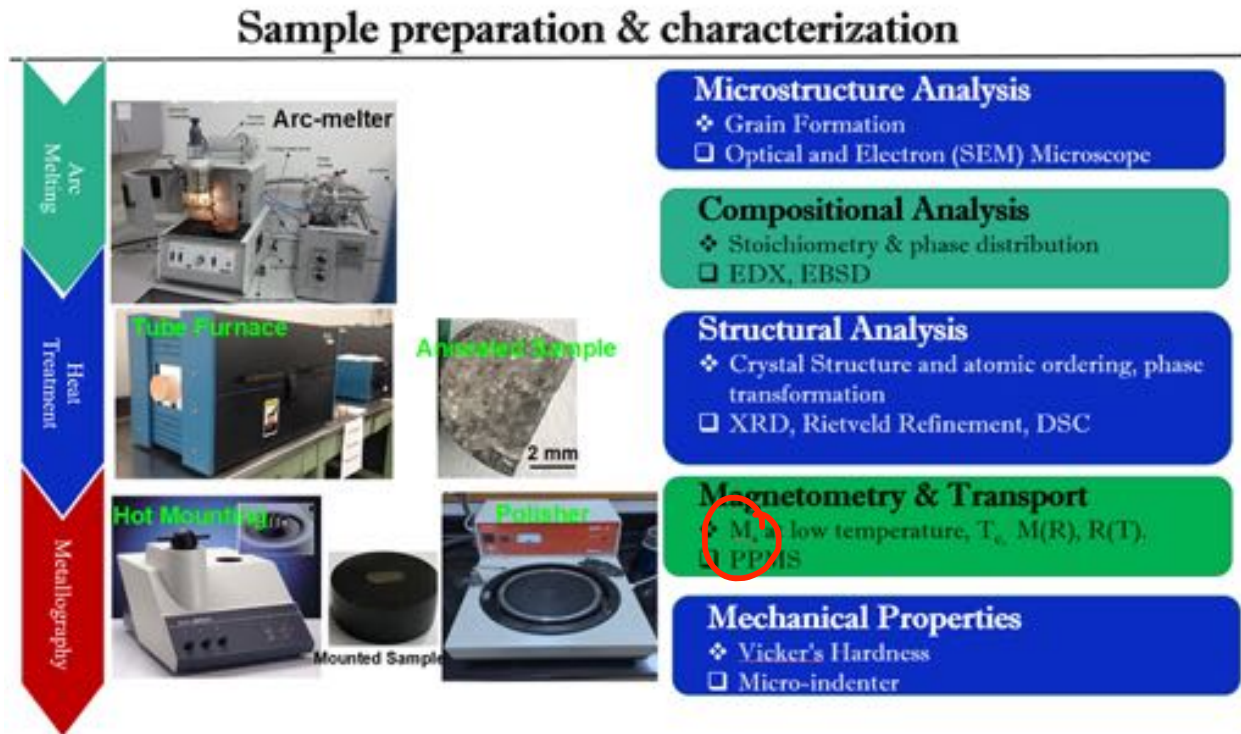 Sample preparation & characterization
Arc
Melting
Arc-melter
Heat
Treatment
Tube Furnace
Annealed Sample
2 mm
Metallography
Hot Mounting
Mounted Sample
Polisher
Microstructure Analysis
❖ Grain Formation
❑ Optical and Electron (SEM) Microscope
Compositional Analysis
❖ Stoichiometry & phase distribution
❑ EDX, EBSD
Structural Analysis
❖ Crystal Structure and atomic ordering, phase
transformation
❑ XRD, Rietveld Refinement, DSC
Magnetometry & Transport
❖ low temperature, T M(R), R(T),
❑ PPMS
Mechanical Properties
❖ Vicker's Hardness
❑ Micro-indenter